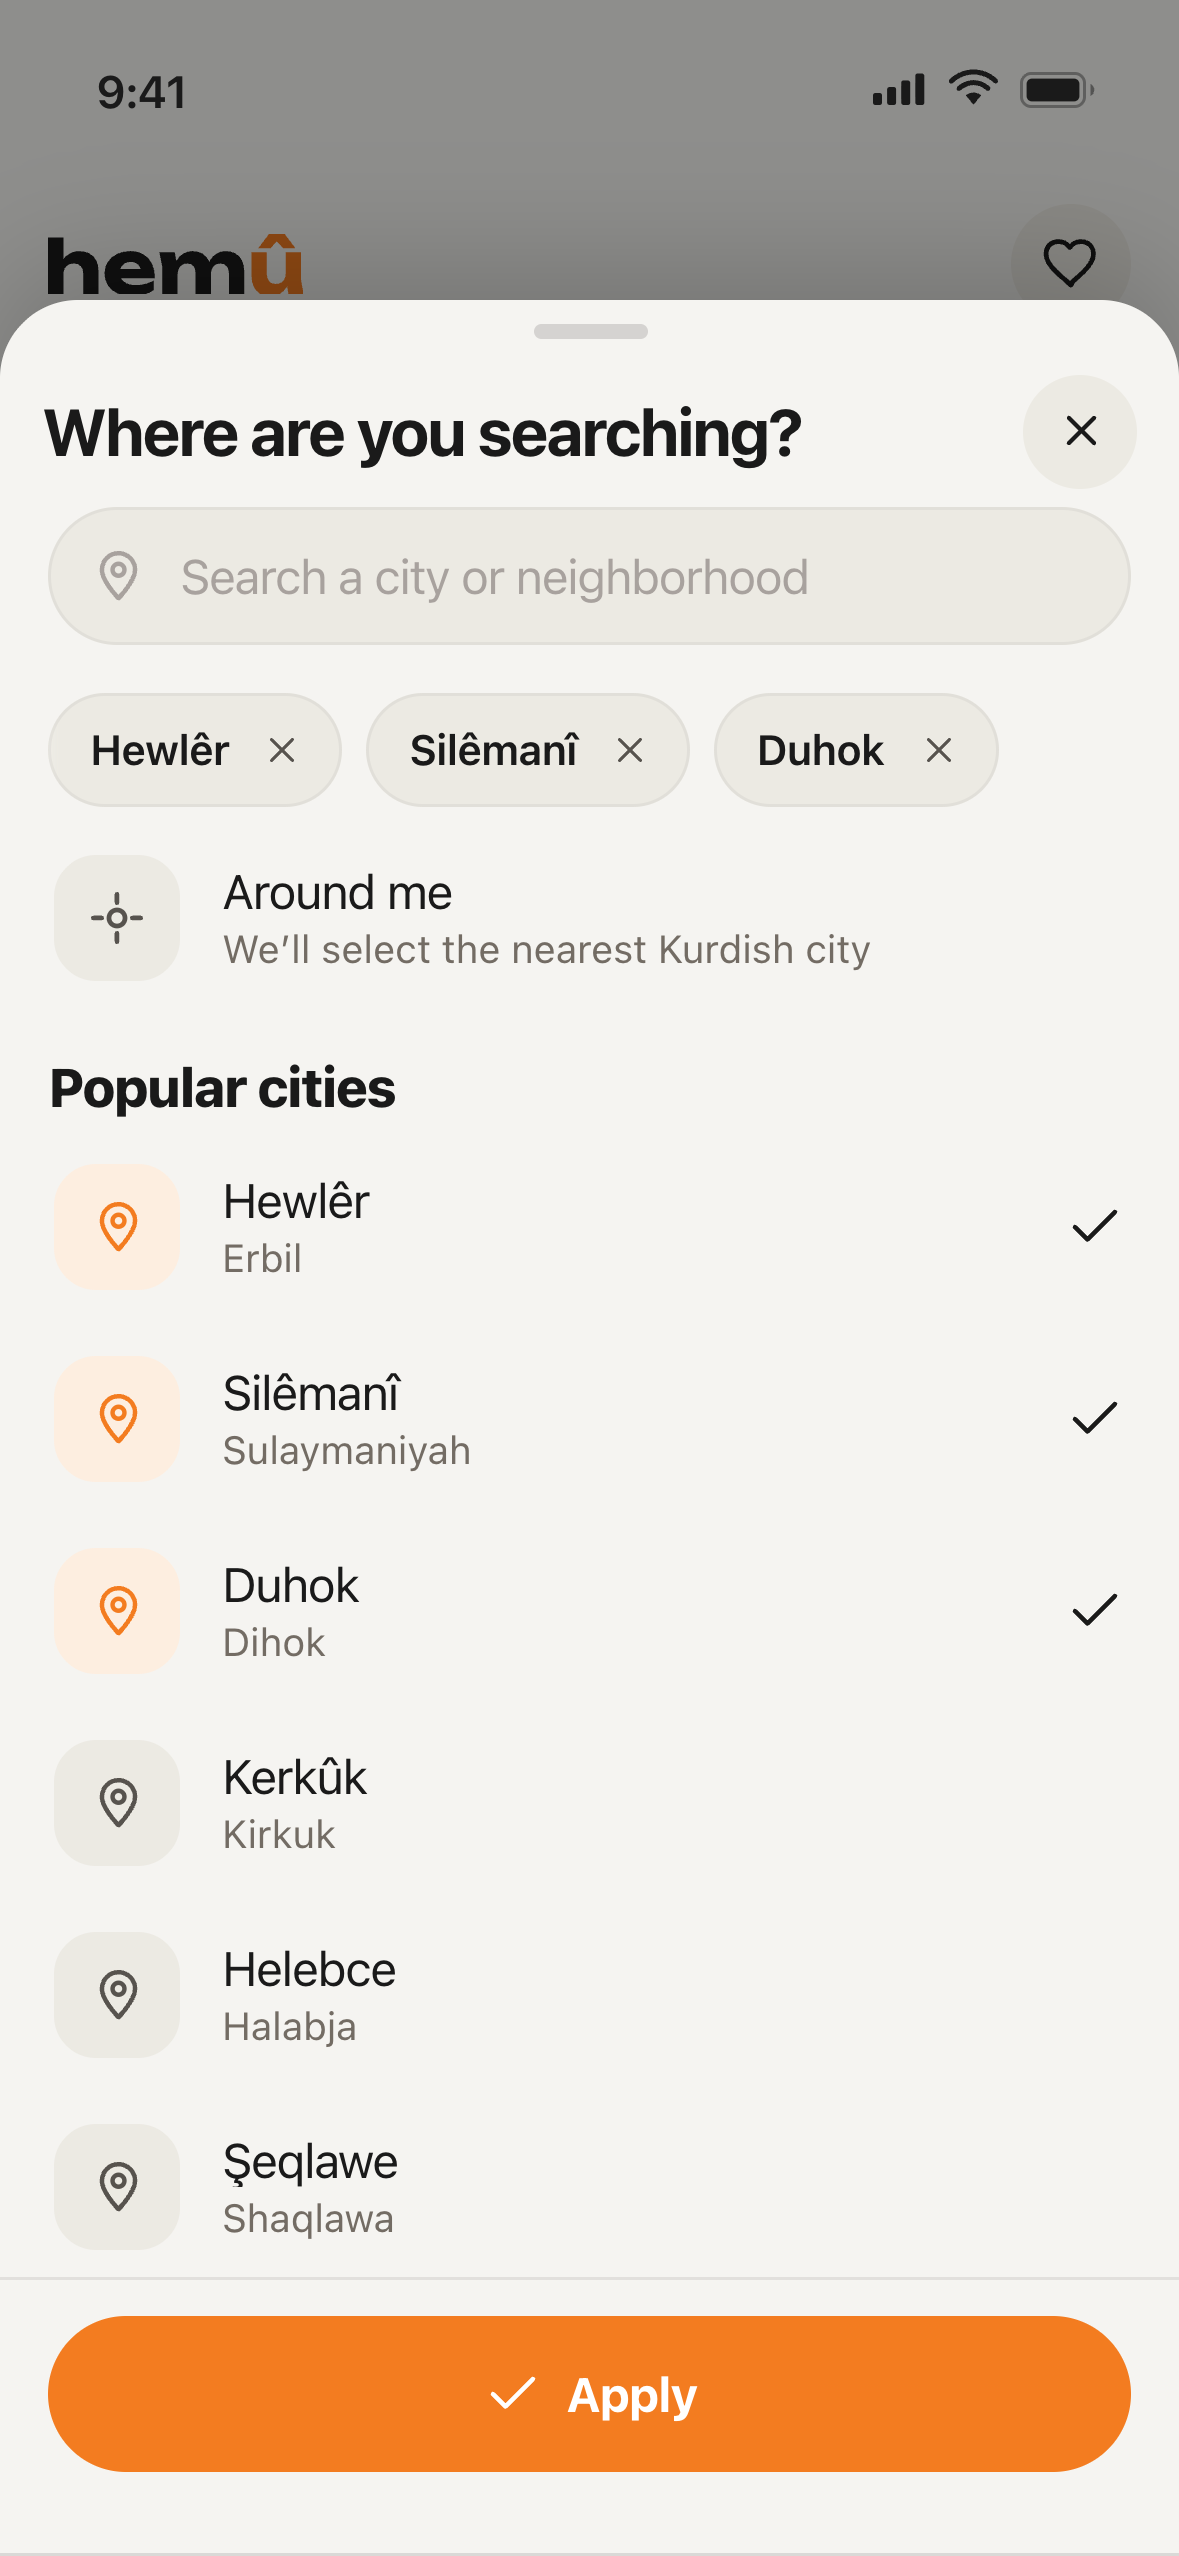 9:41
hemû
Where are you searching?
Search a city or neighborhood
Hewlêr Silêmanî Duhok
Around me
We’ll select the nearest Kurdish city
Popular cities
Hewlêr
Erbil
Silêmanî
Sulaymaniyah
Duhok
Dihok
Kerkûk
Kirkuk
Helebce
Halabja
Şeqlawe
Shaqlawa
Apply